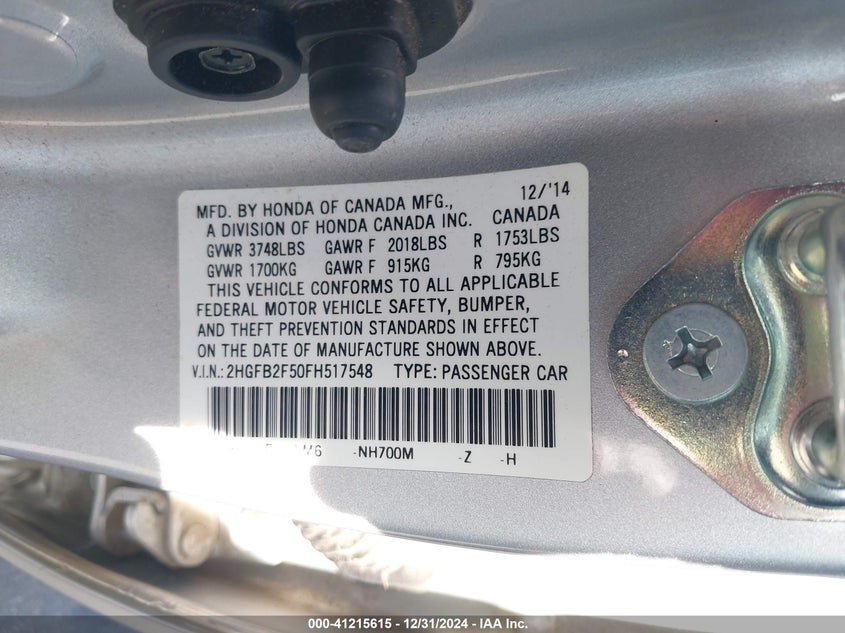 MFD. BY HONDA OF CANADA MFG., 12/'14
A DIVISION OF HONDA CANADA INC. CANADA
GVWR 3748LBS GAWR F 2018LBS R 1753LBS
GVWR 1700KG GAWR F 915KG R 795KG
THIS VEHICLE CONFORMS TO ALL APPLICABLE
FEDERAL MOTOR VEHICLE SAFETY, BUMPER,
AND THEFT PREVENTION STANDARDS IN EFFECT
ON THE DATE OF MANUFACTURE SHOWN ABOVE.
V.I.N.: 2HGFB2F50FH517548 TYPE: PASSENGER CAR
-NH700M -Z -H
000-41215615 - 12/31/2024 - IAA Inc.